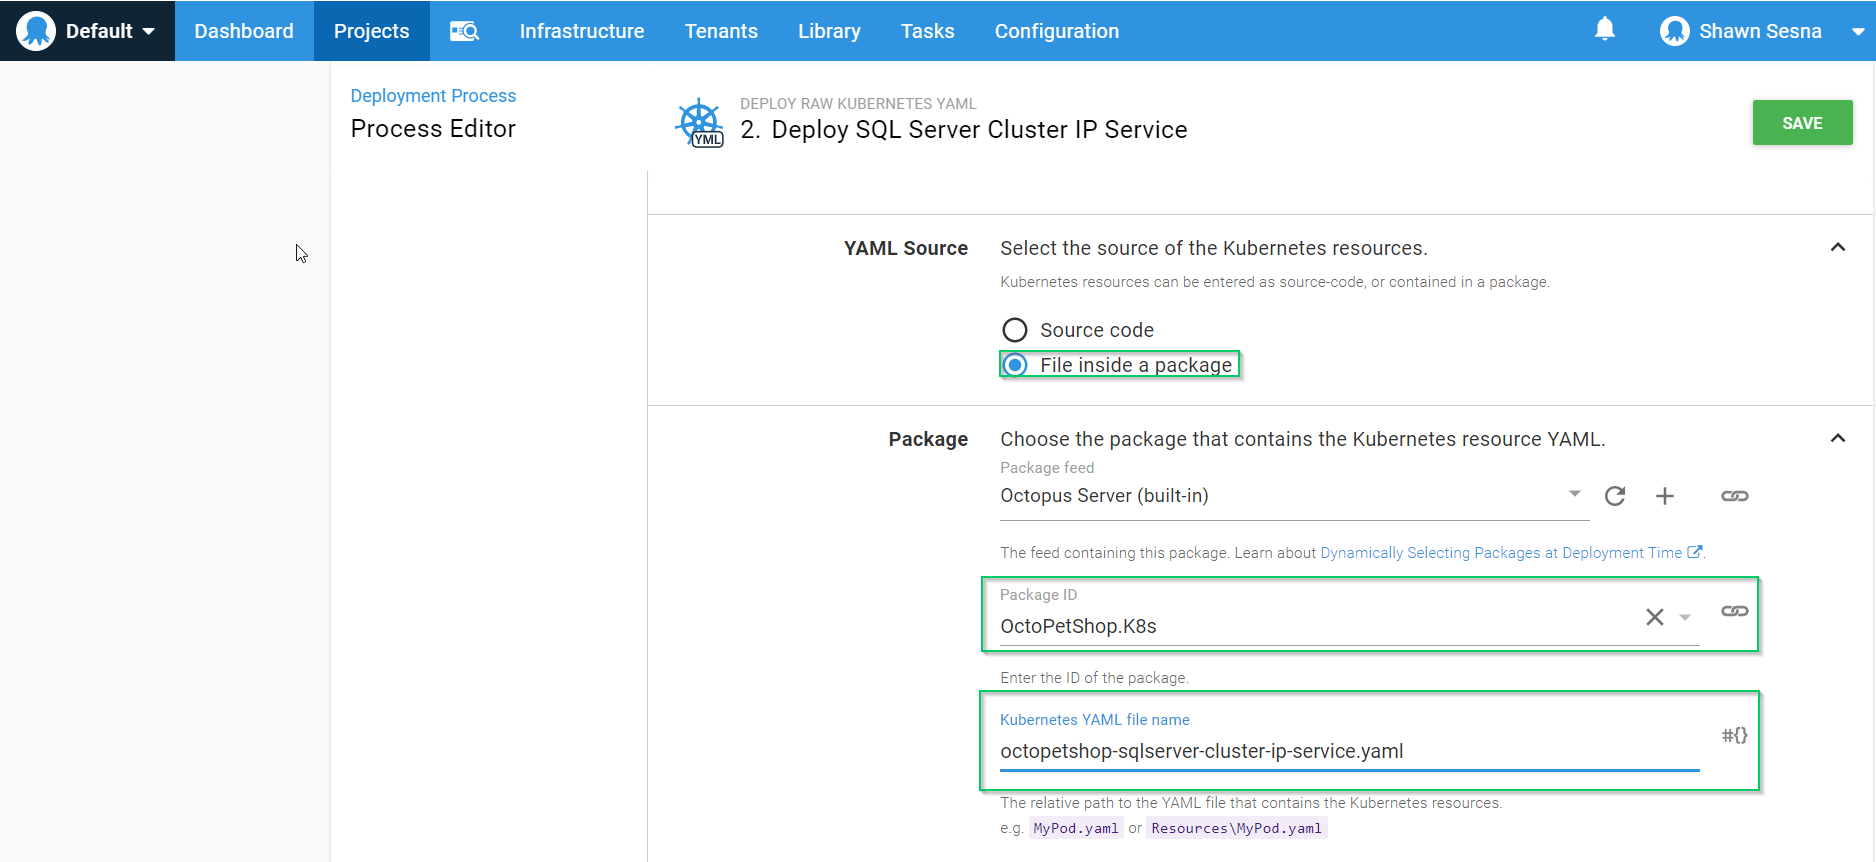 Default Dashboard Projects Infrastructure Tenants Library Tasks Configuration Shawn Sesna
Deployment Process
Process Editor
DEPLOY RAW KUBERNETES YAML
YML
2. Deploy SQL Server Cluster IP Service
SAVE
YAML Source Select the source of the Kubernetes resources.
Kubernetes resources can be entered as source-code, or contained in a package.
Source code
File inside a package
Package Choose the package that contains the Kubernetes resource YAML.
Package feed
Octopus Server (built-in)
The feed containing this package. Learn about Dynamically Selecting Packages at Deployment Time.
Package ID
OctoPetShop.K8s
Enter the ID of the package.
Kubernetes YAML file name
octopetshop-sqlserver-cluster-ip-service.yaml
#{}
The relative path to the YAML file that contains the Kubernetes resources.
e.g. MyPod.yaml or Resources\MyPod.yaml